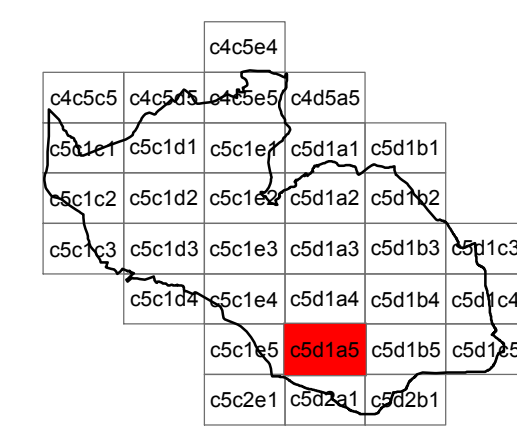 c4c5e4
c4c5c5 c4c5d5 c4c5e5 c4d5a5
c5c1c1 c5c1d1 c5c1e1 c5d1a1 c5d1b1
c5c1c2 c5c1d2 c5c1e2 c5d1a2 c5d1b2
c5c1c3 c5c1d3 c5c1e3 c5d1a3 c5d1b3 c5d1c3
c5c1d4 c5c1e4 c5d1a4 c5d1b4 c5d1c4
c5c1e5 c5d1a5 c5d1b5 c5d1c5
c5c2e1 c5d2a1 c5d2b1